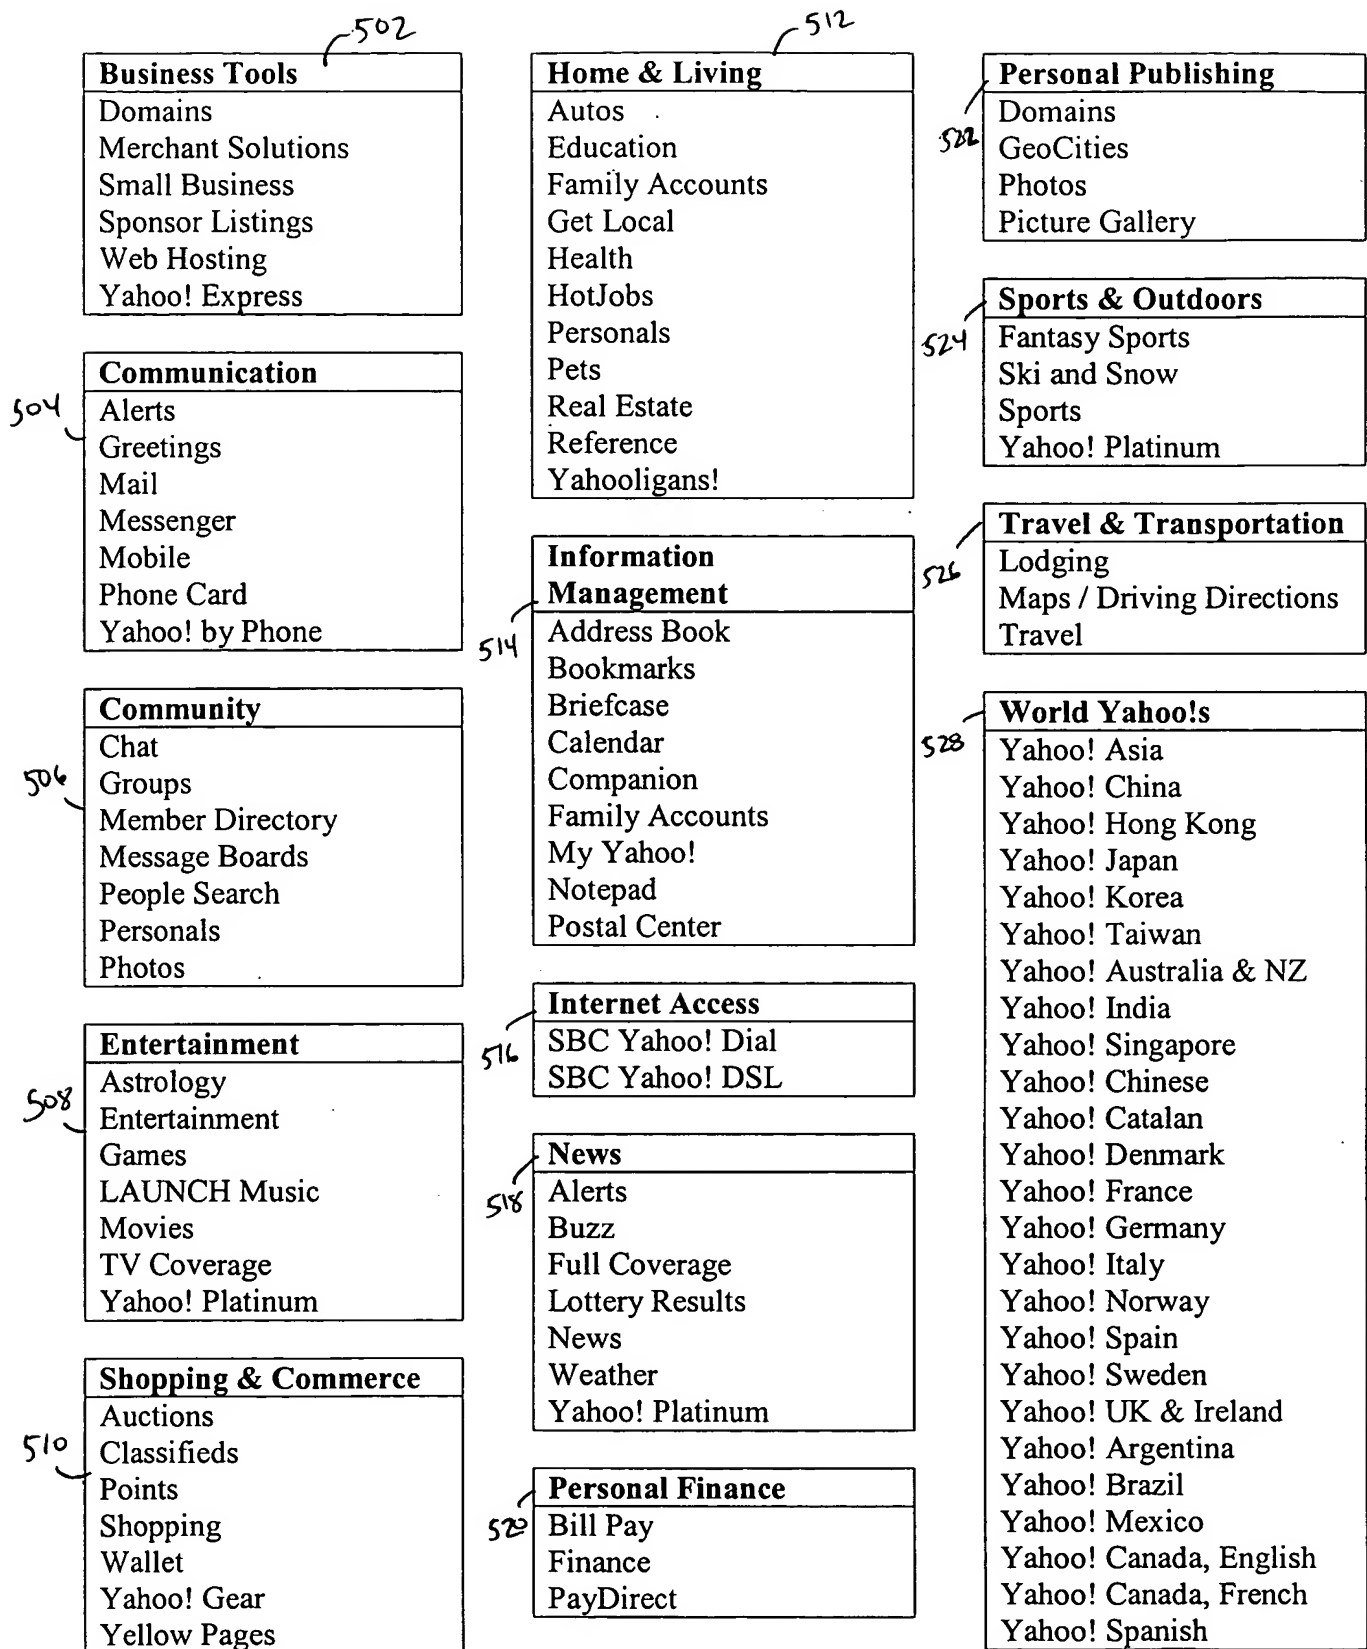 502
Business Tools
Domains
Merchant Solutions
Small Business
Sponsor Listings
Web Hosting
Yahoo! Express
504
Communication
Alerts
Greetings
Mail
Messenger
Mobile
Phone Card
Yahoo! by Phone
506
Community
Chat
Groups
Member Directory
Message Boards
People Search
Personals
Photos
508
Entertainment
Astrology
Entertainment
Games
LAUNCH Music
Movies
TV Coverage
Yahoo! Platinum
510
Shopping & Commerce
Auctions
Classifieds
Points
Shopping
Wallet
Yahoo! Gear
Yellow Pages
512
Home & Living
Autos
Education
Family Accounts
Get Local
Health
HotJobs
Personals
Pets
Real Estate
Reference
Yahooligans!
514
Information
Management
Address Book
Bookmarks
Briefcase
Calendar
Companion
Family Accounts
My Yahoo!
Notepad
Postal Center
516
Internet Access
SBC Yahoo! Dial
SBC Yahoo! DSL
518
News
Alerts
Buzz
Full Coverage
Lottery Results
News
Weather
Yahoo! Platinum
520
Personal Finance
Bill Pay
Finance
PayDirect
522
Personal Publishing
Domains
GeoCities
Photos
Picture Gallery
524
Sports & Outdoors
Fantasy Sports
Ski and Snow
Sports
Yahoo! Platinum
526
Travel & Transportation
Lodging
Maps / Driving Directions
Travel
528
World Yahoo!s
Yahoo! Asia
Yahoo! China
Yahoo! Hong Kong
Yahoo! Japan
Yahoo! Korea
Yahoo! Taiwan
Yahoo! Australia & NZ
Yahoo! India
Yahoo! Singapore
Yahoo! Chinese
Yahoo! Catalan
Yahoo! Denmark
Yahoo! France
Yahoo! Germany
Yahoo! Italy
Yahoo! Norway
Yahoo! Spain
Yahoo! Sweden
Yahoo! UK & Ireland
Yahoo! Argentina
Yahoo! Brazil
Yahoo! Mexico
Yahoo! Canada, English
Yahoo! Canada, French
Yahoo! Spanish